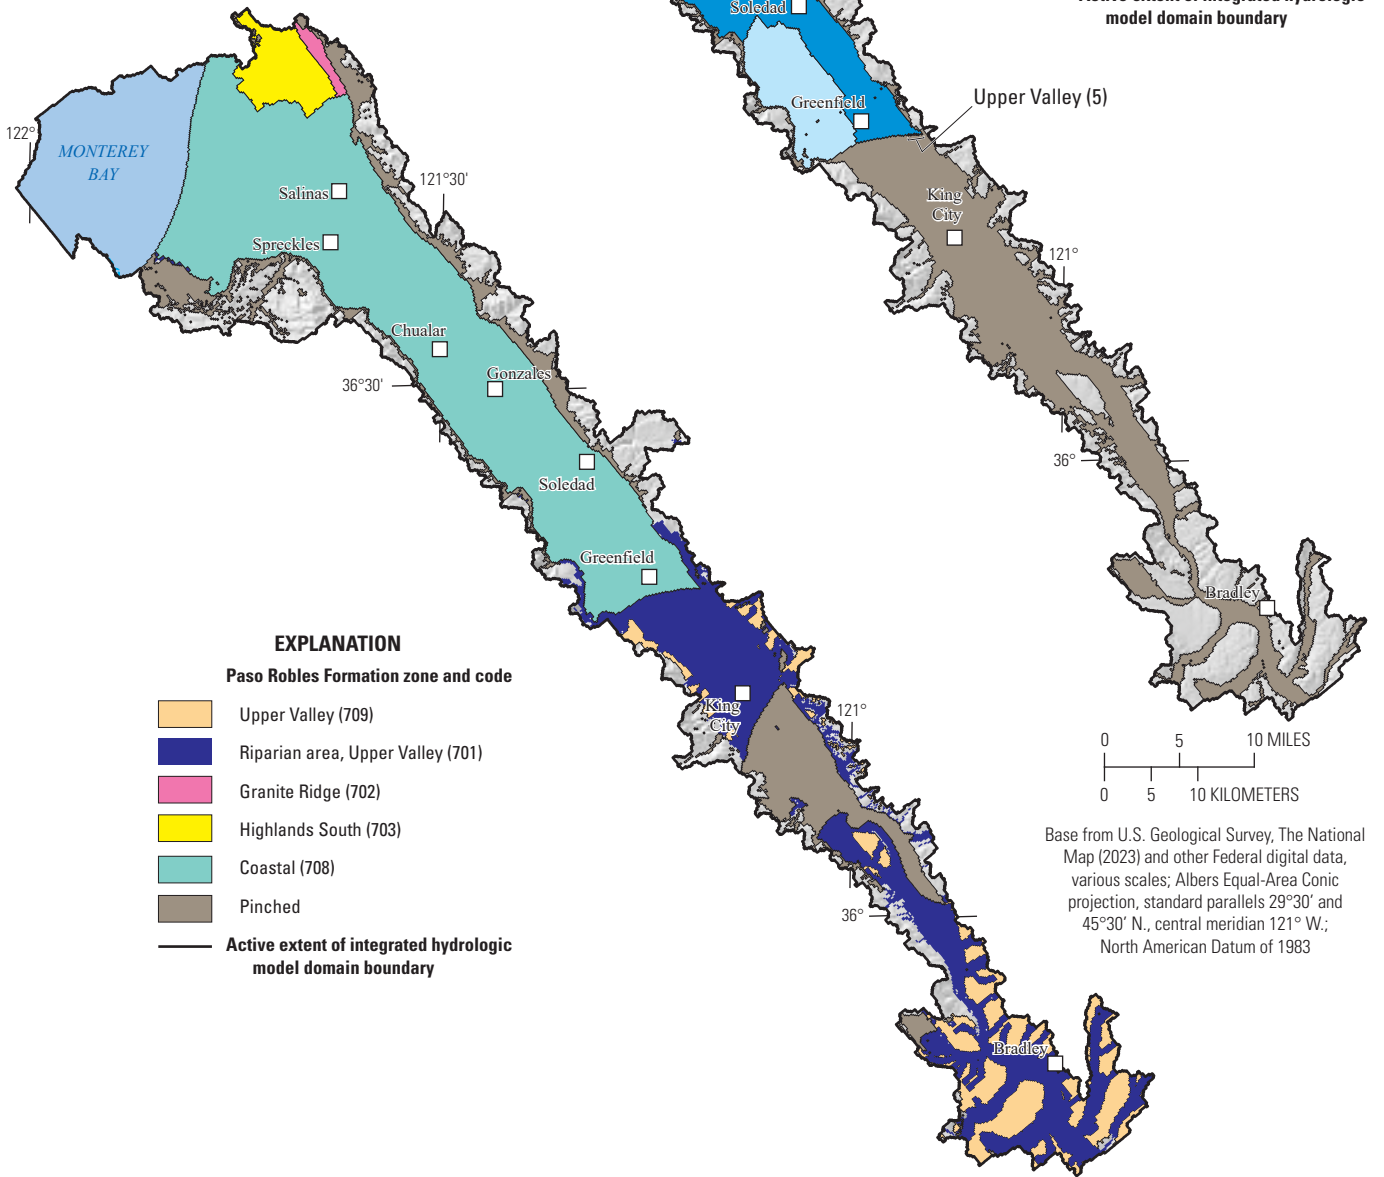 Active extent of integrated hydrologic
model domain boundary
Soledad
Greenfield
Upper Valley (5)
King
City
121°
36°
Bradley
122°
MONTEREY
BAY
Salinas
121°30'
Spreckles
Chualar
36°30'
Gonzales
Soledad
Greenfield
King
City
121°
36°
Bradley
EXPLANATION
Paso Robles Formation zone and code
Upper Valley (709)
Riparian area, Upper Valley (701)
Granite Ridge (702)
Highlands South (703)
Coastal (708)
Pinched
Active extent of integrated hydrologic
model domain boundary
0 5 10 MILES
0 5 10 KILOMETERS
Base from U.S. Geological Survey, The National
Map (2023) and other Federal digital data,
various scales; Albers Equal-Area Conic
projection, standard parallels 29°30′ and
45°30′ N., central meridian 121° W.;
North American Datum of 1983